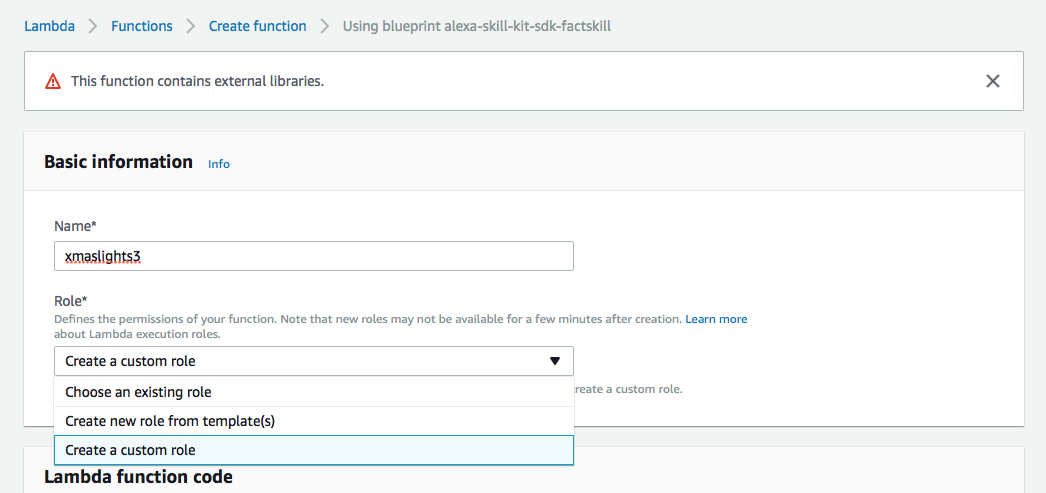 Lambda > Functions > Create function > Using blueprint alexa-skill-kit-sdk-factskill
This function contains external libraries.
Basic information Info
Name*
xmaslights3
Role*
Defines the permissions of your function. Note that new roles may not be available for a few minutes after creation. Learn more
about Lambda execution roles.
Create a custom role
Choose an existing role
create a custom role.
Create new role from template(s)
Create a custom role
Lambda function code